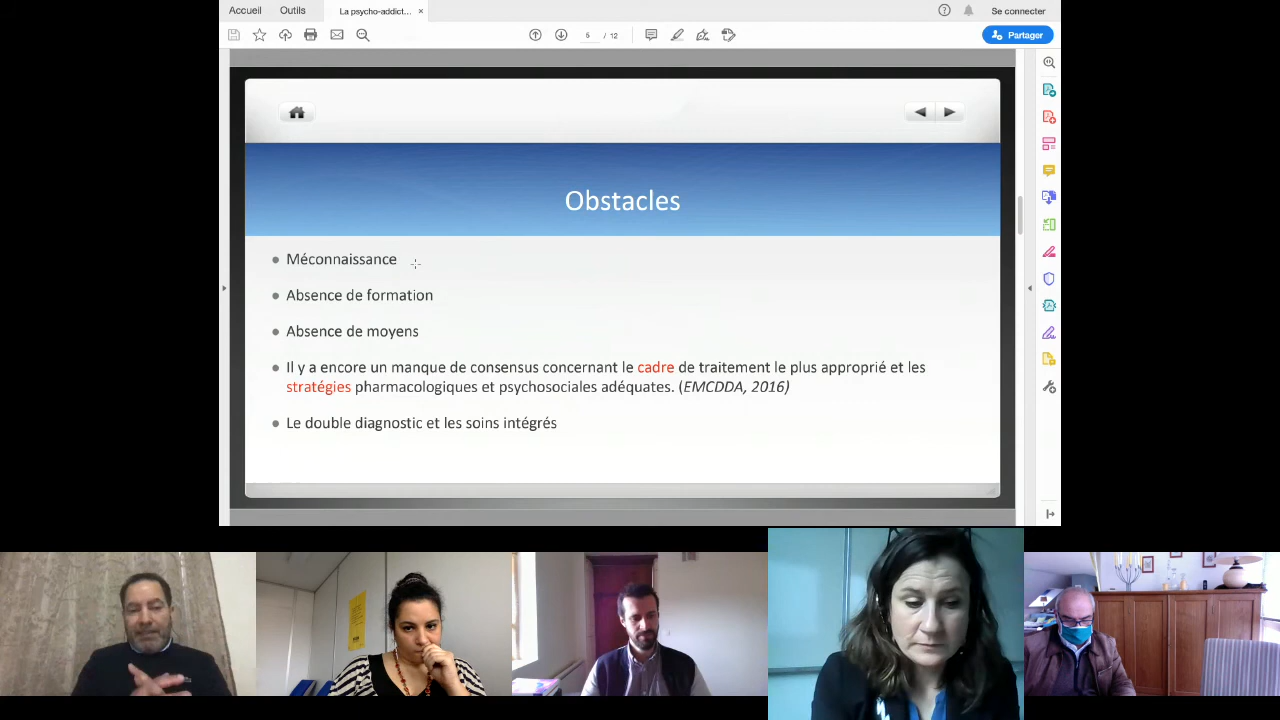 Accueil Outils La psycho-addict... × Se connecter
6 / 12 Partager
Obstacles
Méconnaissance
Absence de formation
Absence de moyens
Il y a encore un manque de consensus concernant le cadre de traitement le plus approprié et les
stratégies pharmacologiques et psychosociales adéquates. (EMCDDA, 2016)
Le double diagnostic et les soins intégrés